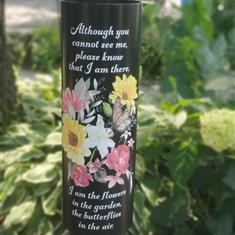 Although you
cannot see me,
please know
that I am there.
I am the flowers
in the garden,
the butterflies
in the air.